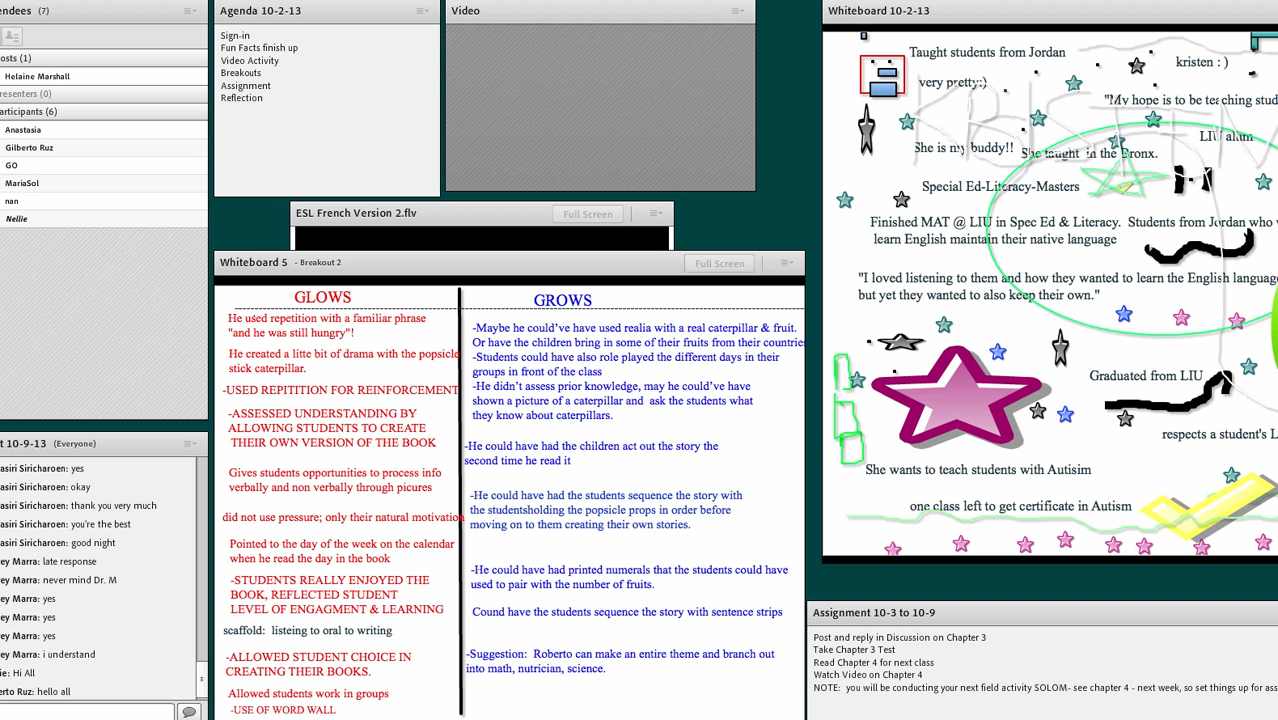 endees (7)
osts (1)
Helaine Marshall
resenters (0)
articipants (6)
Anastasia
Gilberto Ruz
GO
MariaSol
nan
Nellie
t 10-9-13 (Everyone)
asiri Siricharoen: yes
asiri Siricharoen: okay
asiri Siricharoen: thank you very much
asiri Siricharoen: you're the best
asiri Siricharoen: good night
ey Marra: late response
ey Marra: never mind Dr. M
ey Marra: yes
ey Marra: yes
ey Marra: yes
ey Marra: i understand
ie: Hi All
erto Ruz: hello all
Agenda 10-2-13
Sign-in
Fun Facts finish up
Video Activity
Breakouts
Assignment
Reflection
Video
ESL French Version 2.flv
Full Screen
Whiteboard 5 - Breakout 2
Full Screen
GLOWS
He used repetition with a familiar phrase
"and he was still hungry"!
He created a litte bit of drama with the popsicle
stick caterpillar.
-USED REPITITION FOR REINFORCEMENT
-ASSESSED UNDERSTANDING BY
ALLOWING STUDENTS TO CREATE
THEIR OWN VERSION OF THE BOOK
Gives students opportunities to process info
verbally and non verbally through picures
did not use pressure; only their natural motivation
Pointed to the day of the week on the calendar
when he read the day in the book
-STUDENTS REALLY ENJOYED THE
BOOK, REFLECTED STUDENT
LEVEL OF ENGAGMENT & LEARNING
scaffold: listeing to oral to writing
-ALLOWED STUDENT CHOICE IN
CREATING THEIR BOOKS.
Allowed students work in groups
-USE OF WORD WALL
GROWS
-Maybe he could've have used realia with a real caterpillar & fruit.
Or have the children bring in some of their fruits from their countries
-Students could have also role played the different days in their
groups in front of the class
-He didn't assess prior knowledge, may he could've have
shown a picture of a caterpillar and ask the students what
they know about caterpillars.
-He could have had the children act out the story the
second time he read it
-He could have had the students sequence the story with
the studentsholding the popsicle props in order before
moving on to them creating their own stories.
-He could have had printed numerals that the students could have
used to pair with the number of fruits.
Cound have the students sequence the story with sentence strips
-Suggestion: Roberto can make an entire theme and branch out
into math, nutrician, science.
Whiteboard 10-2-13
Taught students from Jordan
kristen : )
very pretty:)
"My hope is to be teaching stud
LIU alum
She is my buddy!!
She taught in the Bronx.
Special Ed-Literacy-Masters
Finished MAT @ LIU in Spec Ed & Literacy. Students from Jordan who
learn English maintain their native language
"I loved listening to them and how they wanted to learn the English language
but yet they wanted to also keep their own."
Graduated from LIU
respects a student's L
She wants to teach students with Autisim
one class left to get certificate in Autism
Assignment 10-3 to 10-9
Post and reply in Discussion on Chapter 3
Take Chapter 3 Test
Read Chapter 4 for next class
Watch Video on Chapter 4
NOTE: you will be conducting your next field activity SOLOM- see chapter 4 - next week, so set things up for ass